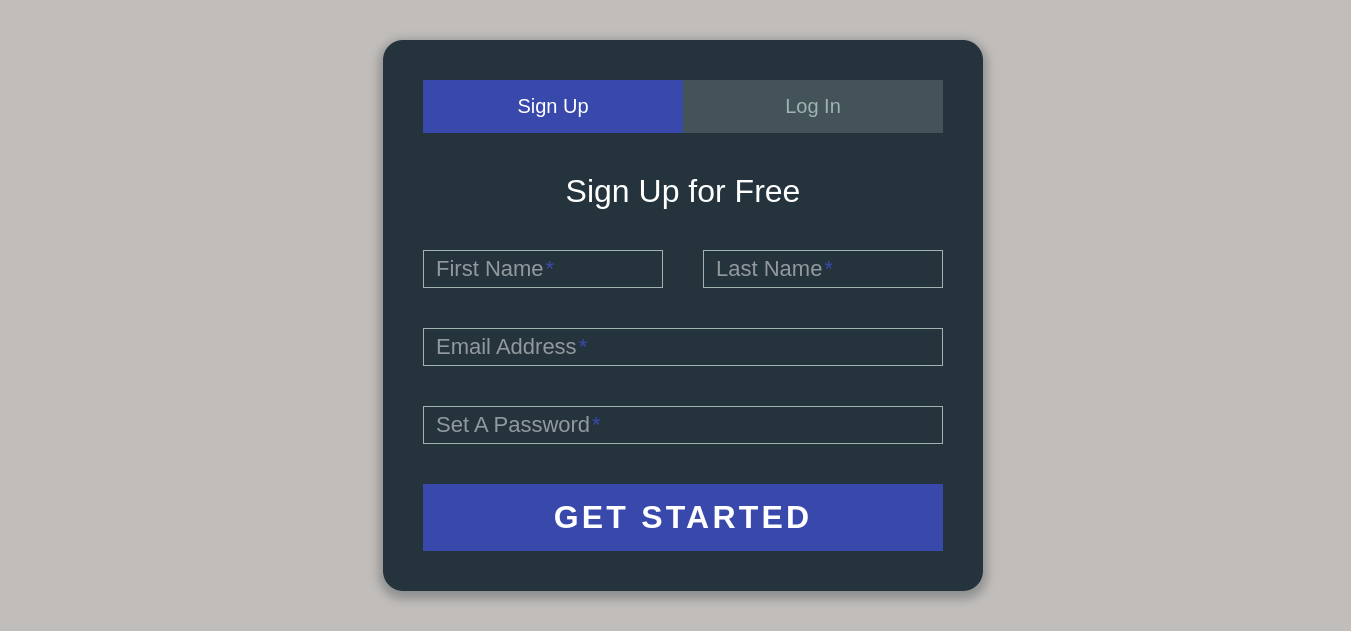 Sign Up
Log In
Sign Up for Free
First Name*
Last Name*
Email Address*
Set A Password*
GET STARTED